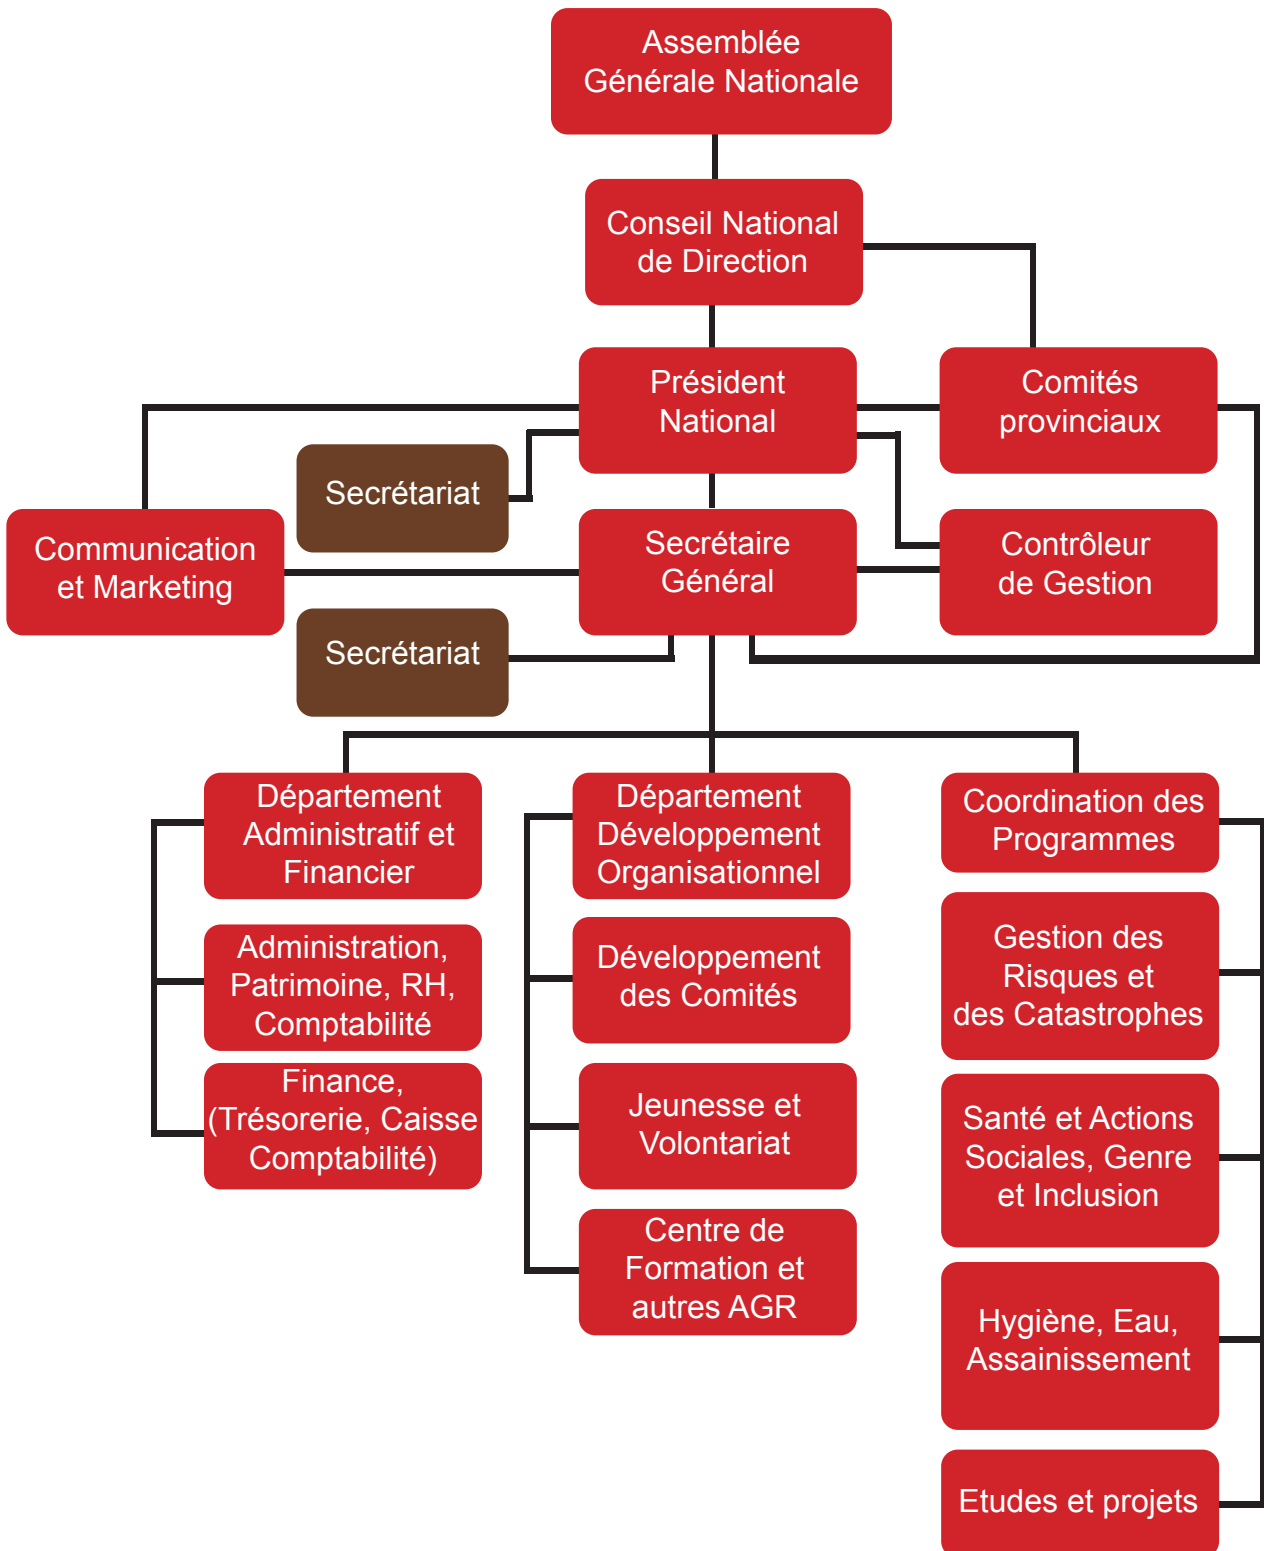 Assemblée
Générale Nationale
Conseil National
de Direction
Président
National
Comités
provinciaux
Secrétariat
Communication
et Marketing
Secrétaire
Général
Contrôleur
de Gestion
Secrétariat
Département
Administratif et
Financier
Administration,
Patrimoine, RH,
Comptabilité
Finance,
(Trésorerie, Caisse
Comptabilité)
Département
Développement
Organisationnel
Développement
des Comités
Jeunesse et
Volontariat
Centre de
Formation et
autres AGR
Coordination des
Programmes
Gestion des
Risques et
des Catastrophes
Santé et Actions
Sociales, Genre
et Inclusion
Hygiène, Eau,
Assainissement
Etudes et projets